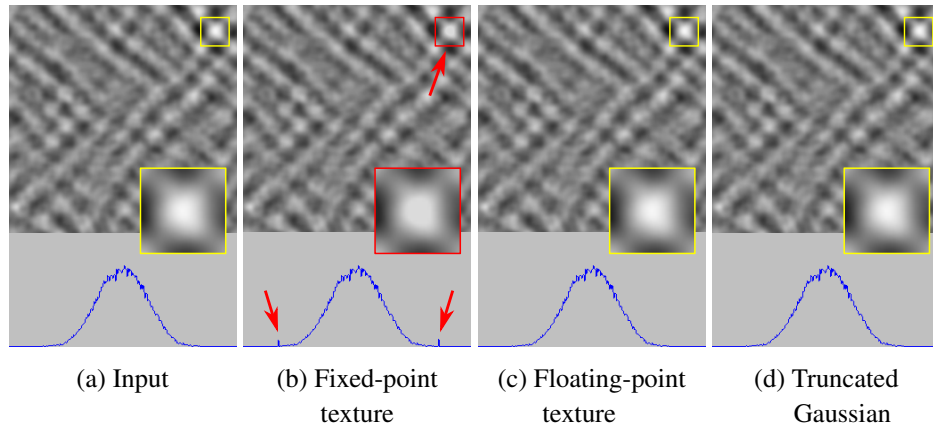 (a) Input
(b) Fixed-point
texture
(c) Floating-point
texture
(d) Truncated
Gaussian